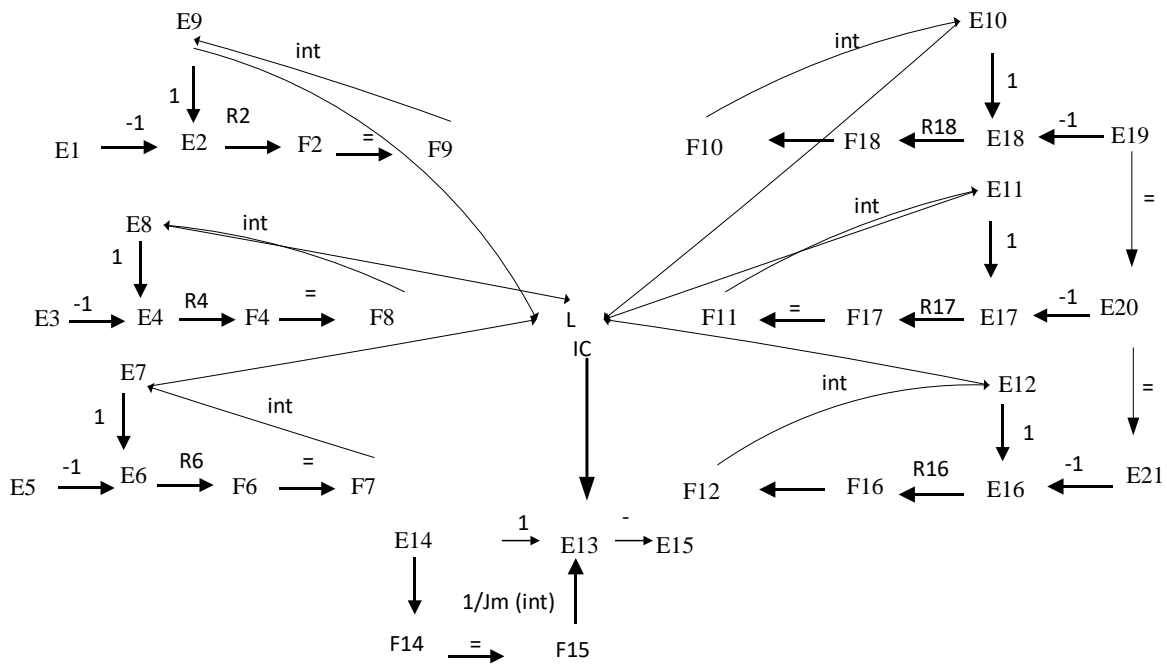 E9
int
1
-1
R2
E1
E2
F2
=
F9
E8
int
1
-1
R4
=
E3
E4
F4
F8
E7
int
1
-1
R6
=
E5
E6
F6
F7
E10
int
1
R18
-1
F10
F18
E18
E19
=
E11
int
1
=
R17
-1
F11
F17
E17
E20
=
E12
int
1
R16
-1
F12
F16
E16
E21
L
IC
E14
1
E13
-
E15
1/Jm (int)
F14
=
F15